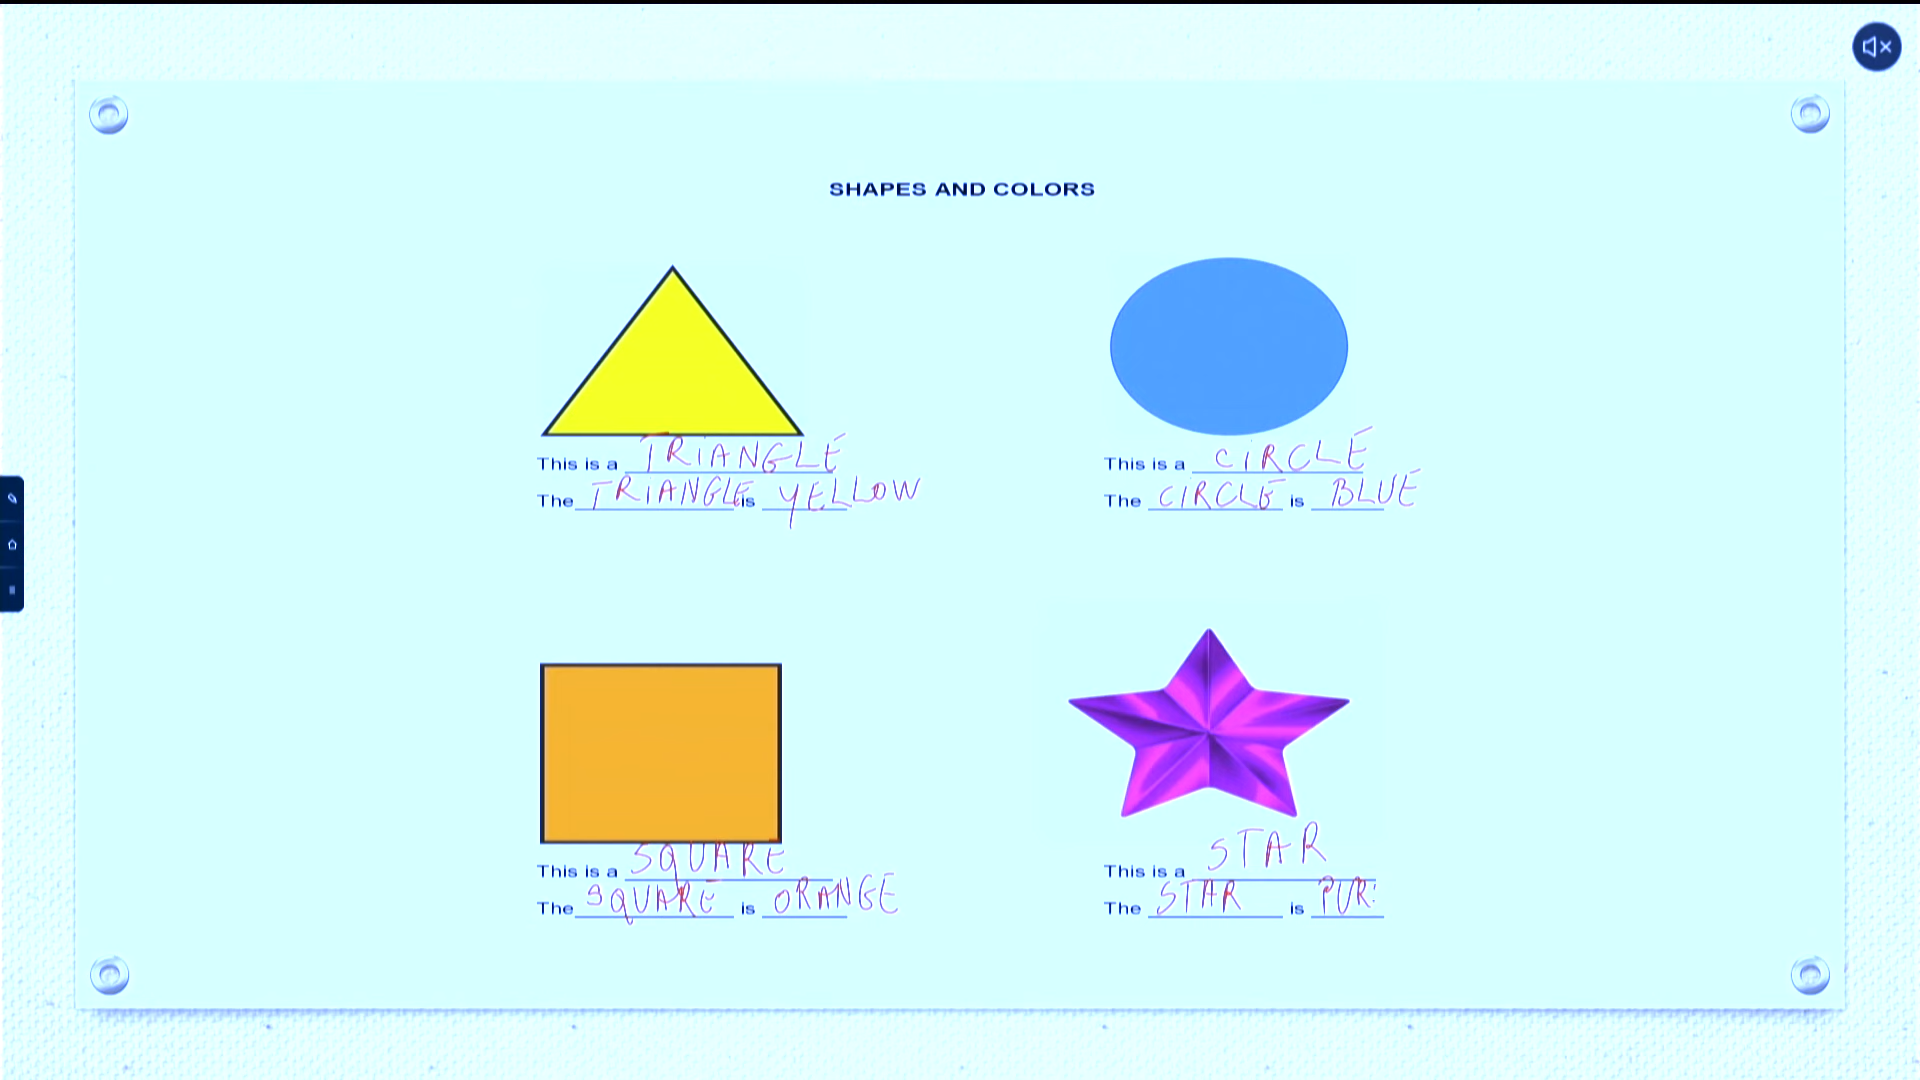 SHAPES AND COLORS
This is a TRIANGLE
The TRIANGLE is YELLOW
This is a CIRCLE
The CIRCLE is BLUE
This is a SQUARE
The SQUARE is ORANGE
This is a STAR
The STAR is PUR